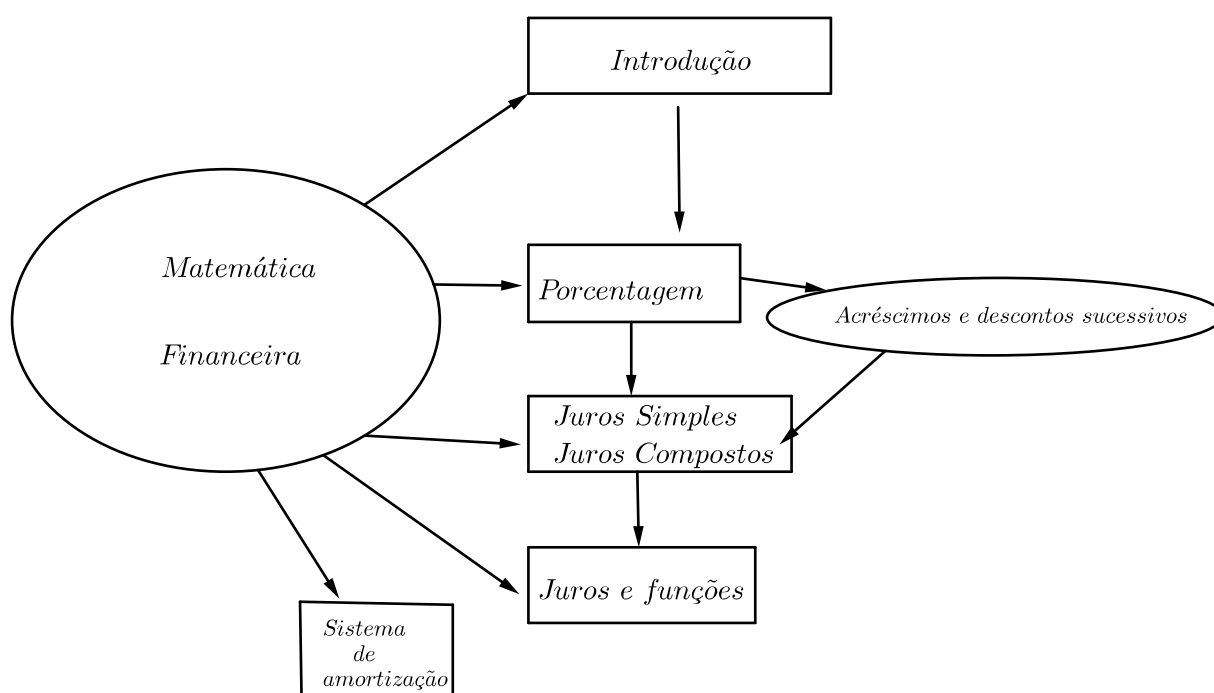 Introdução
Matemática
Financeira
Porcentagem
Acréscimos e descontos sucessivos
Juros Simples
Juros Compostos
Juros e funções
Sistema
de
amortização